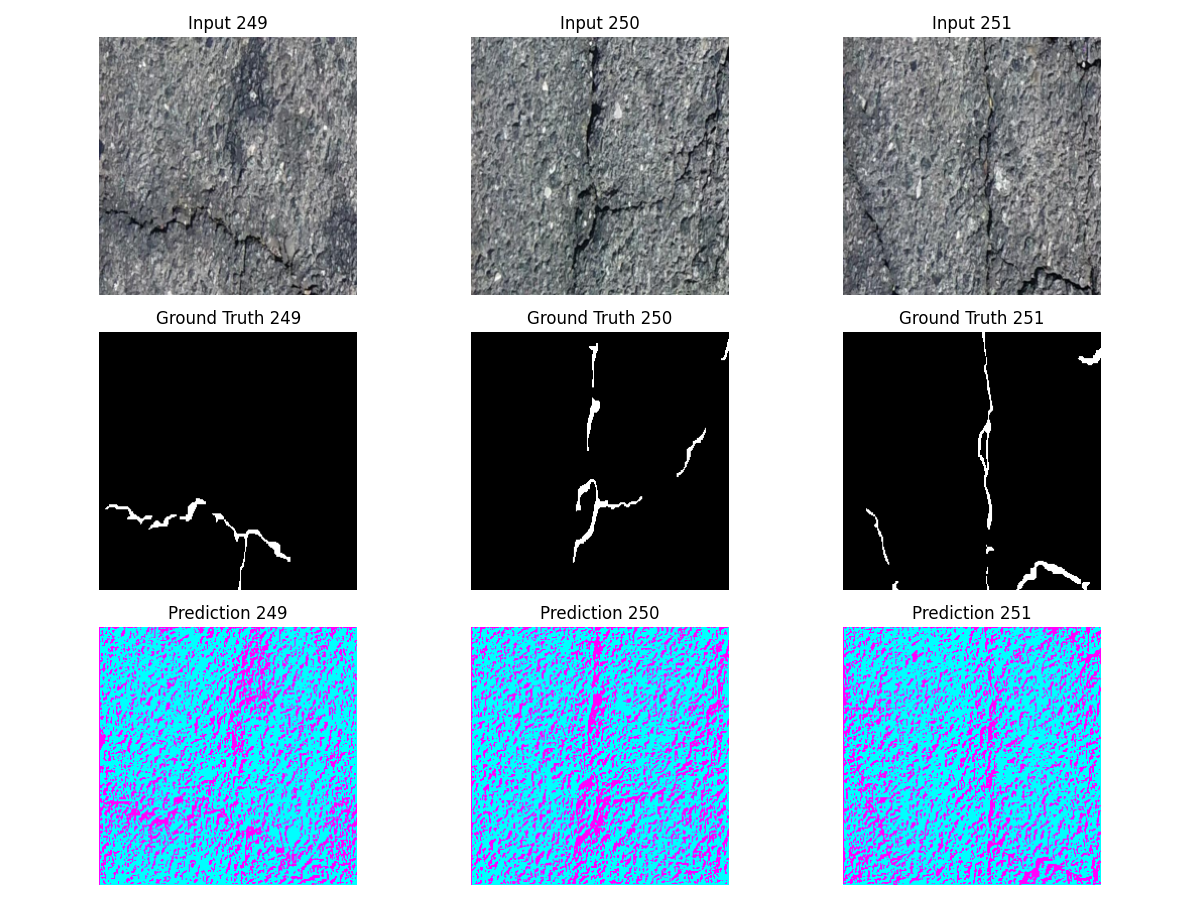 Input 249
Input 250
Input 251
Ground Truth 249
Ground Truth 250
Ground Truth 251
Prediction 249
Prediction 250
Prediction 251